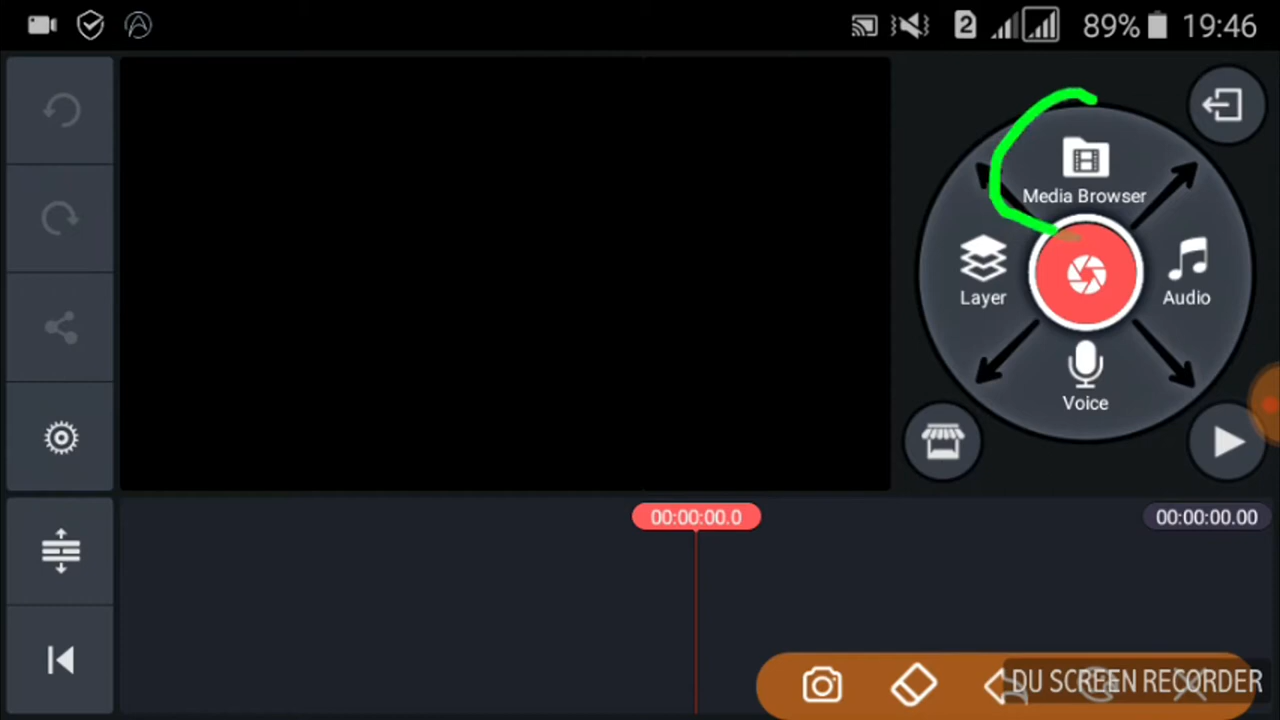 2 89% 19:46
Media Browser
Layer
Audio
Voice
00:00:00.0
00:00:00.00
DU SCREEN RECORDER